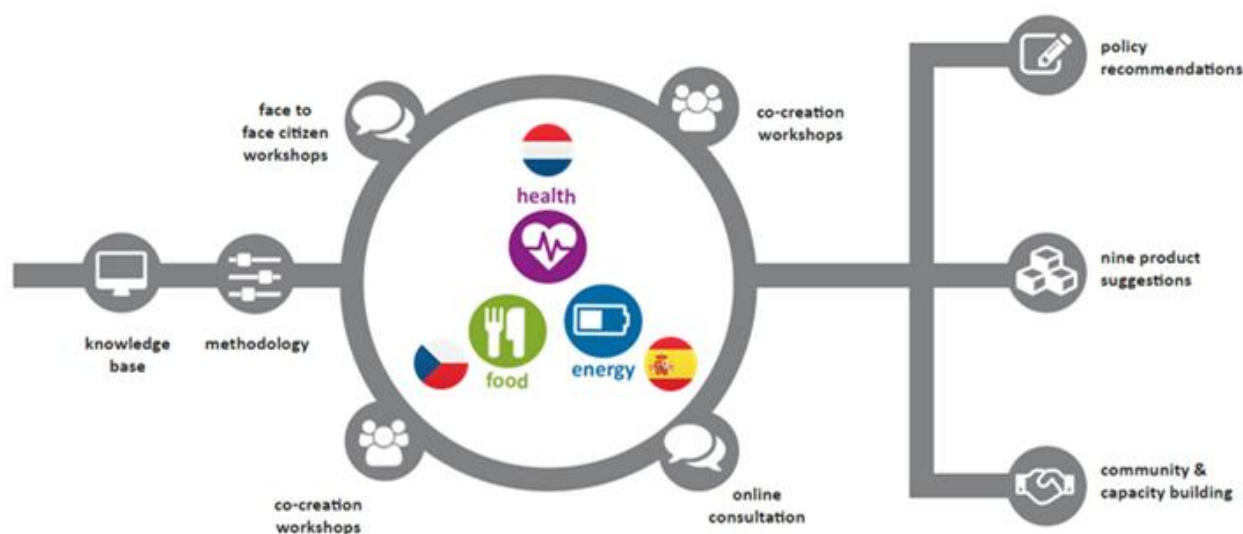 knowledge
base
methodology
face to
face citizen
workshops
co-creation
workshops
health
food
energy
co-creation
workshops
online
consultation
policy
recommendations
nine product
suggestions
community &
capacity building